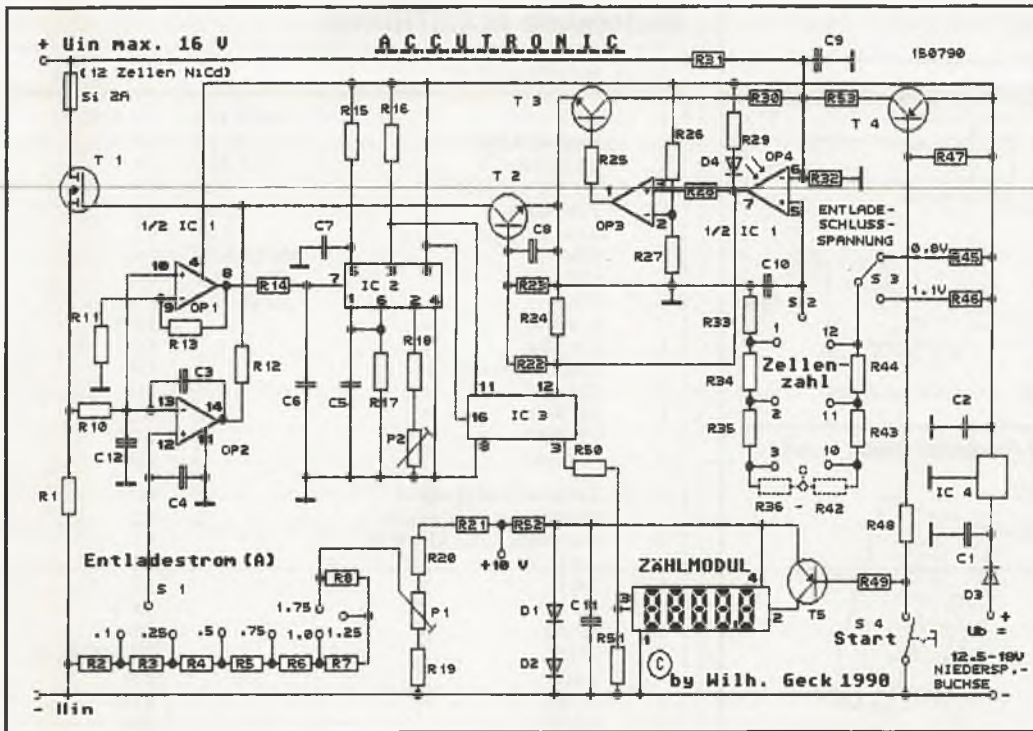 + Uin max. 16 V
ACCUTRONIC
R31
C9
150790
(12 Zellen NiCd)
Si 2A
R15
R16
T 3
R30
R53
T 4
R26
R29
R25
D4
OP4
6
R32
R47
T 1
T 2
1
3
2
OP3
7
5
1/2 IC 1
ENTLADE-
SCHLUSS-
SPANNUNG
1/2 IC 1
4
C7
C8
R27
0.8V
R45
S 3
10
8
9
OP1
R14
7
5
3
8
IC 2
1
6
2
4
R23
C10
S 2
1.1V
R46
R11
R13
R24
R33
1
12
R12
R18
R22
Zellen-
zahl
R44
C3
R34
13
14
12
11
OP2
R10
C6
C5
R17
11
12
16
IC 3
8
3
2
11
R35
R43
C2
C12
P2
R50
3
10
C4
R36 -
R42
IC 4
R1
R21
R52
R48
R20
+10 V
C1
Entladestrom (A)
R8
ZÄHLMODUL
4
R49
D3
S 1
1.75
P1
D1
C11
3
2
T5
+
Ub =
.1
.25
.5
.75
1.0
1.25
R51
1
S 4
Start
R2
R3
R4
R5
R6
R7
R19
D2
12.5-18V
NIEDERSP.-
BUCHSE
© by Wilh. Geck 1990
-
- Uin